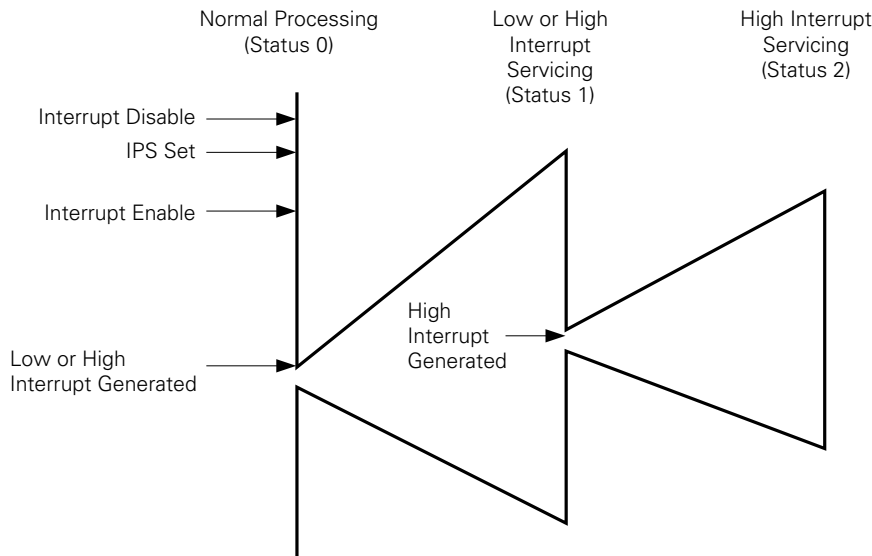 Normal Processing
(Status 0)
Low or High
Interrupt
Servicing
(Status 1)
High Interrupt
Servicing
(Status 2)
Interrupt Disable
IPS Set
Interrupt Enable
High
Interrupt
Generated
Low or High
Interrupt Generated